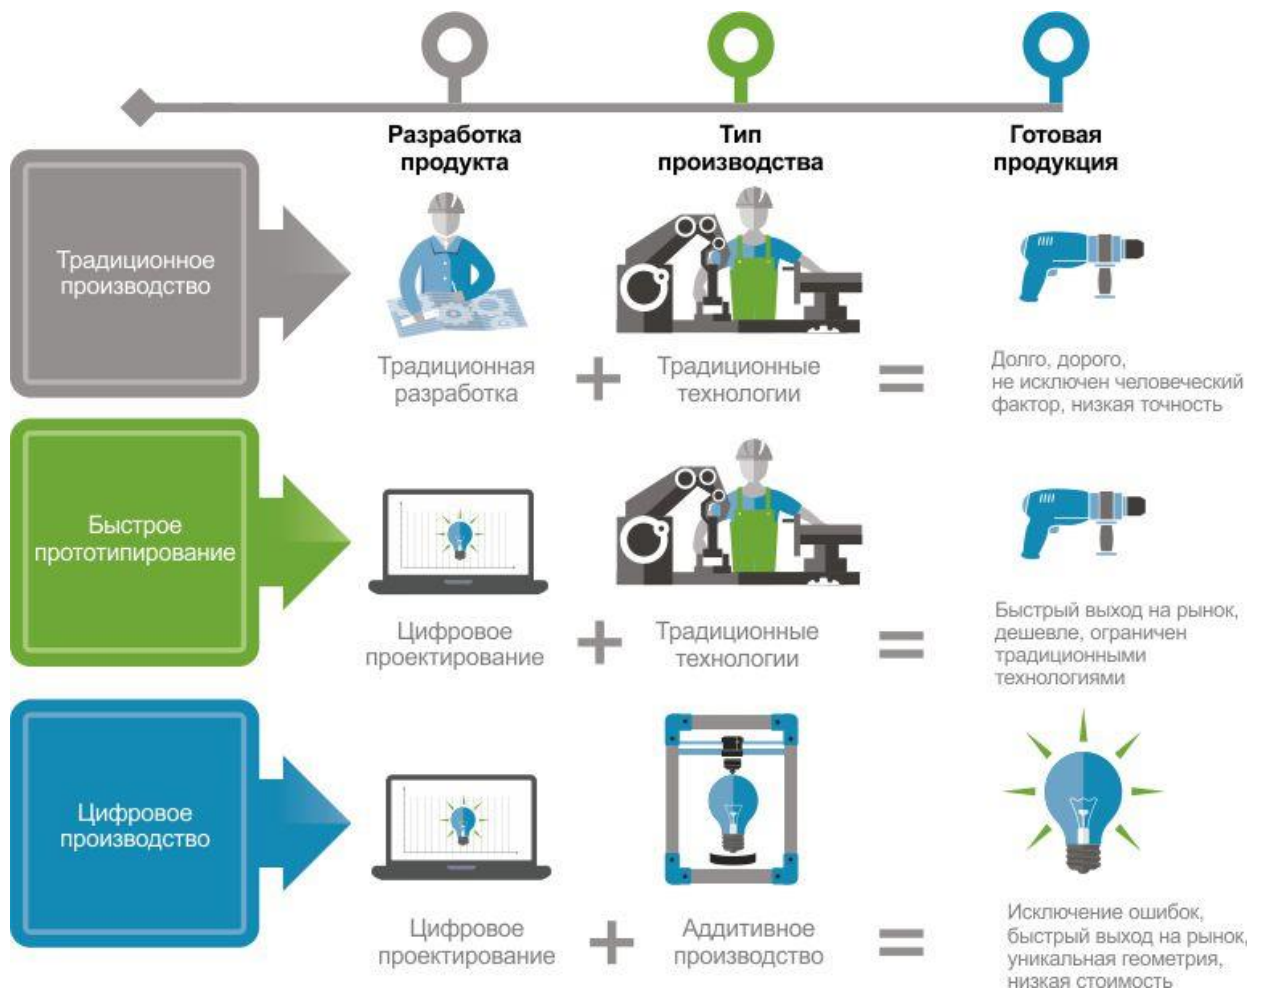 Разработка
продукта
Тип
производства
Готовая
продукция
Традиционное
производство
Традиционная
разработка
+
Традиционные
технологии
=
Долго, дорого,
не исключен человеческий
фактор, низкая точность
Быстрое
прототипирование
Цифровое
проектирование
+
Традиционные
технологии
=
Быстрый выход на рынок,
дешевле, ограничен
традиционными
технологиями
Цифровое
производство
Цифровое
проектирование
+
Аддитивное
производство
=
Исключение ошибок,
быстрый выход на рынок,
уникальная геометрия,
низкая стоимость